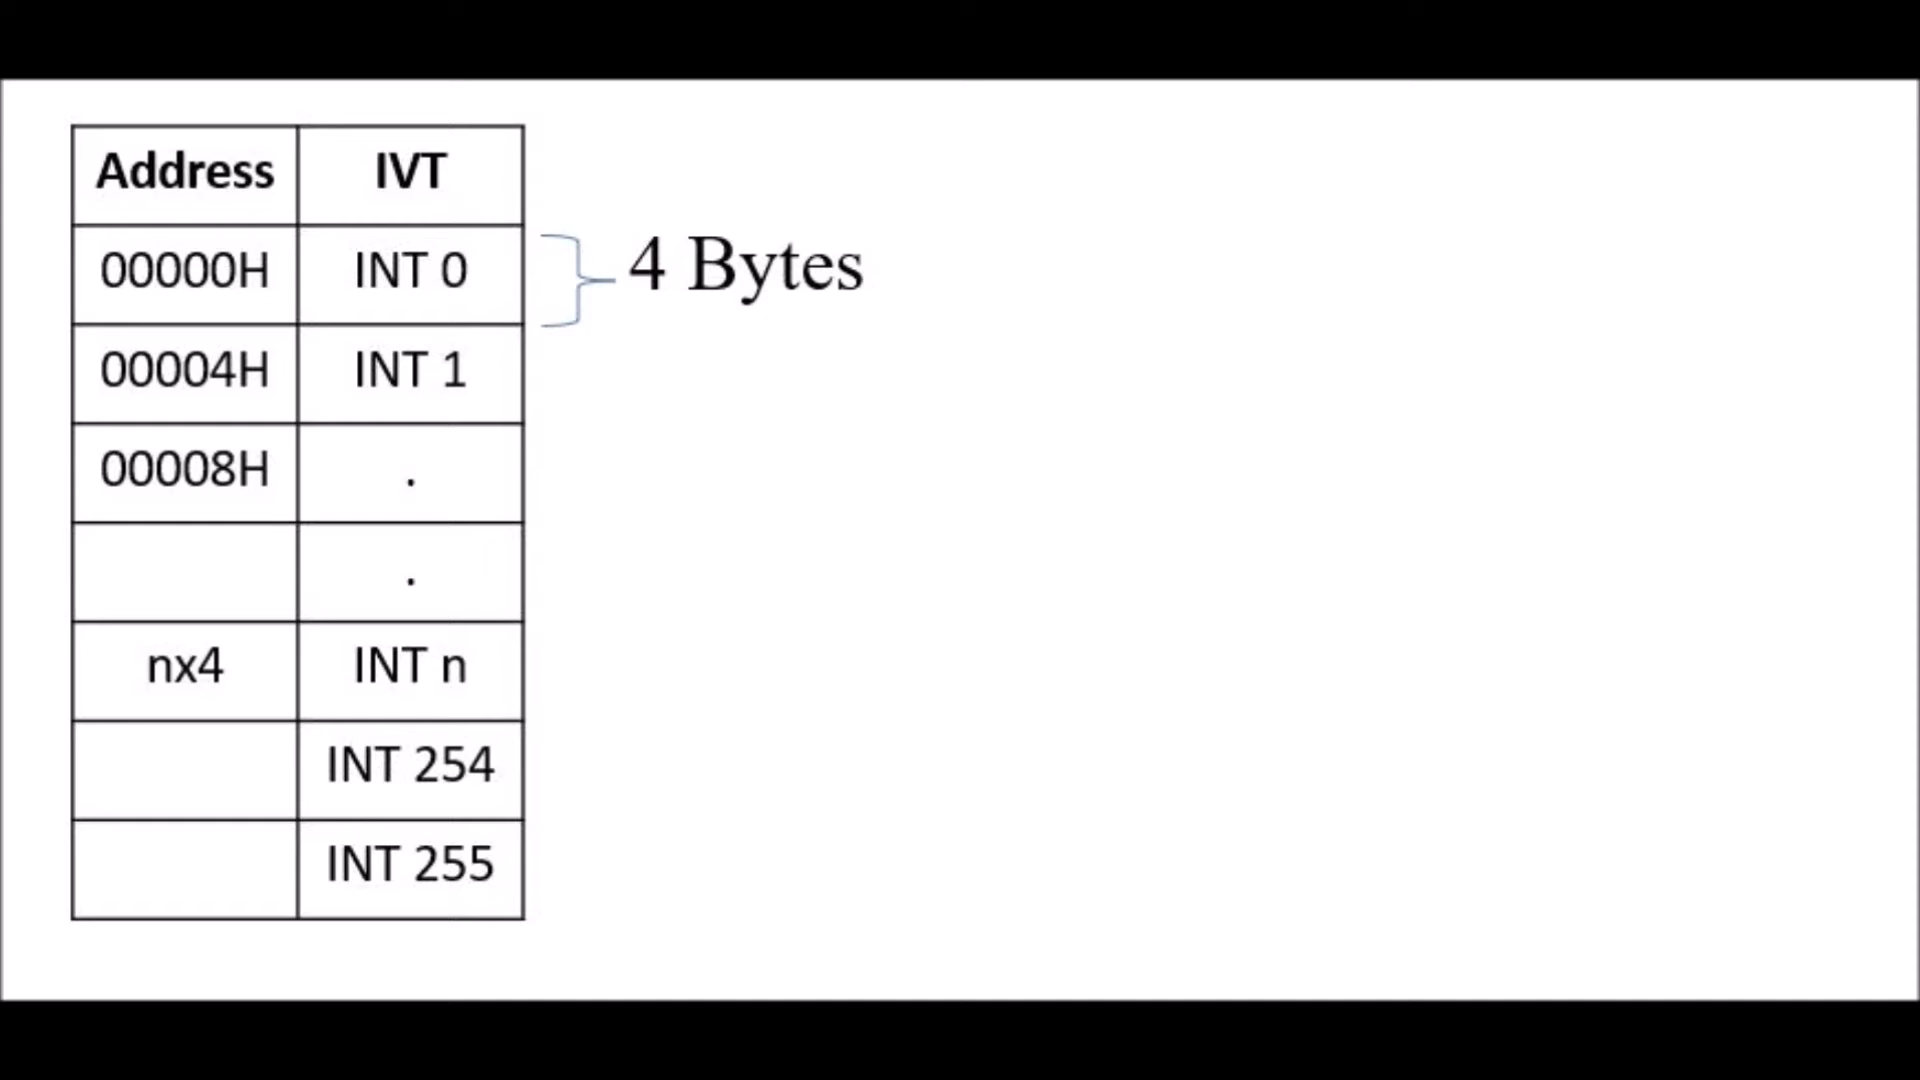 Address IVT
00000H INT 0 4 Bytes
00004H INT 1
00008H .
.
nx4 INT n
INT 254
INT 255